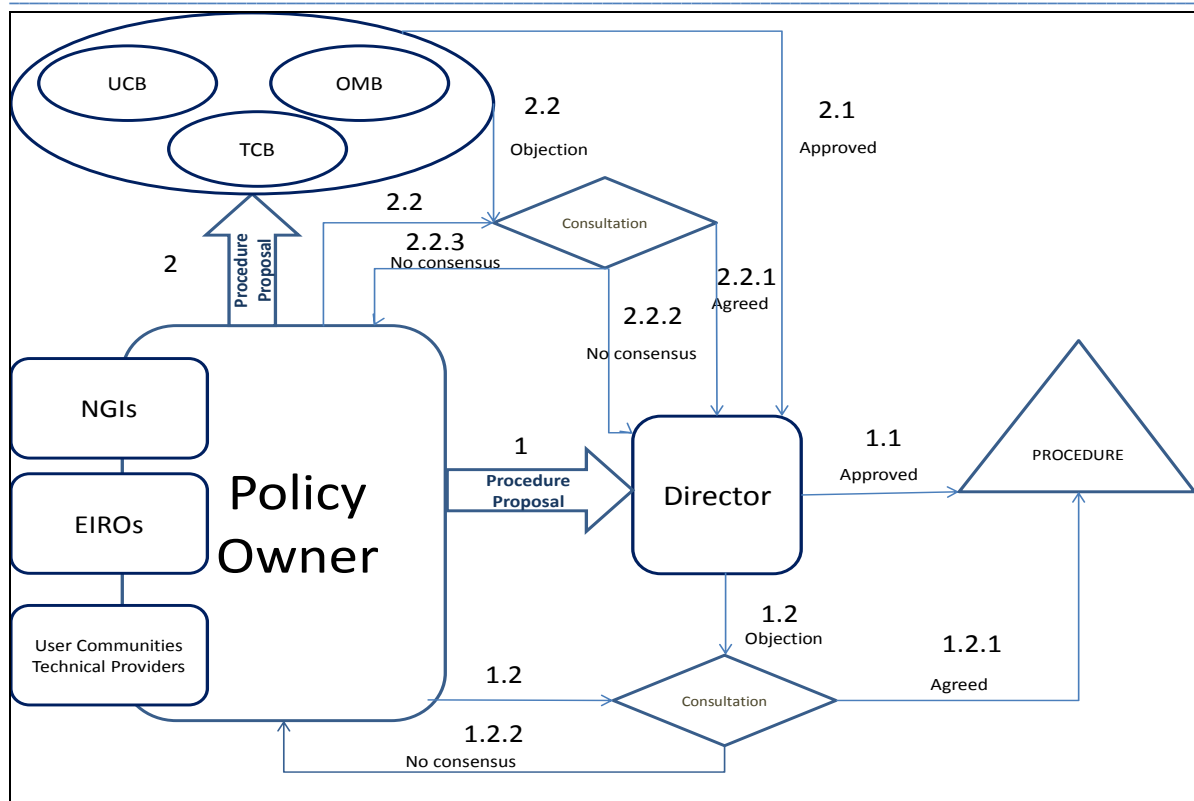 UCB
OMB
TCB
2.2
Objection
2.1
Approved
2.2
Consultation
2
Procedure
Proposal
2.2.3
No consensus
2.2.1
Agreed
2.2.2
No consensus
NGIs
EIROs
User Communities
Technical Providers
Policy
Owner
1
Procedure
Proposal
Director
1.1
Approved
PROCEDURE
1.2
Objection
1.2.1
Agreed
1.2
Consultation
1.2.2
No consensus